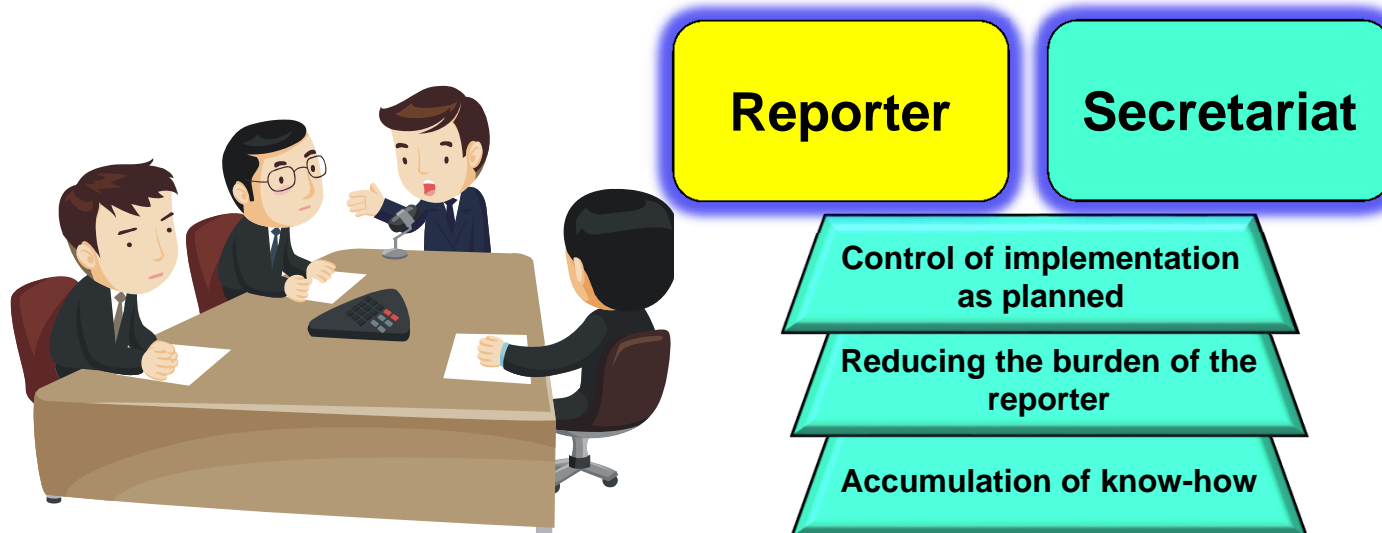 Reporter
Secretariat
Control of implementation
as planned
Reducing the burden of the
reporter
Accumulation of know-how